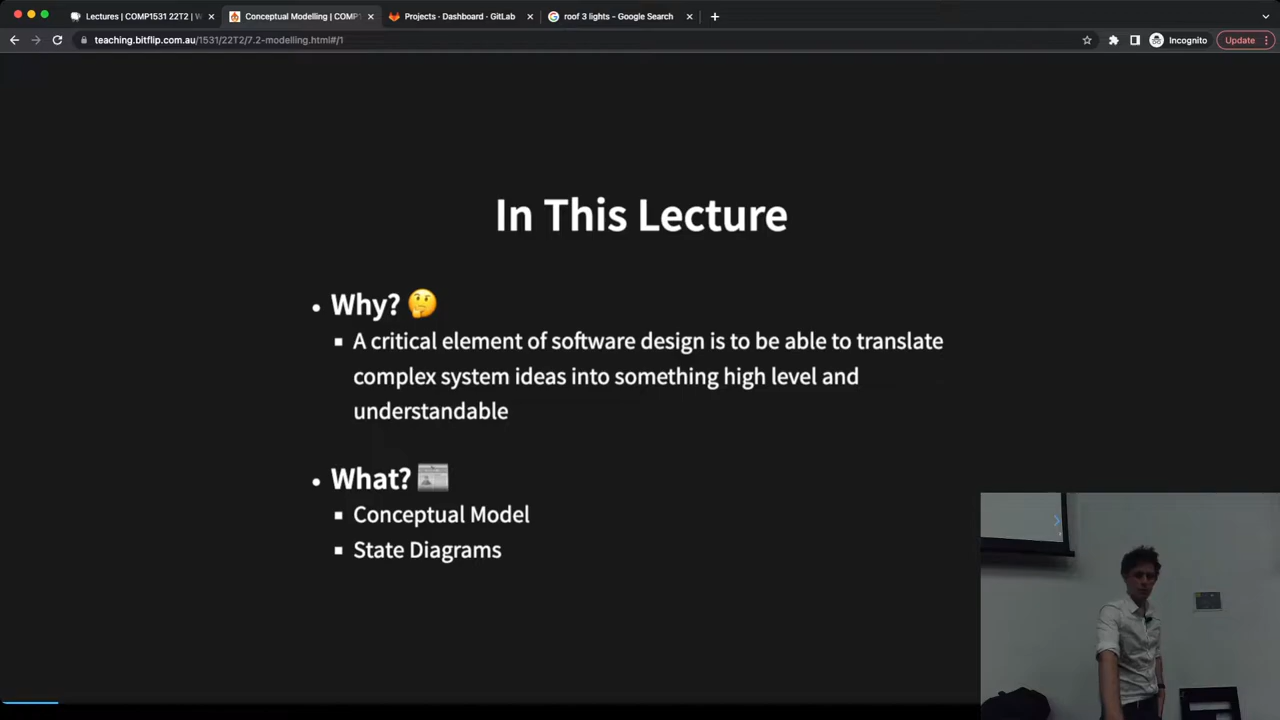 Lectures | COMP1531 22T2 | W
Conceptual Modelling | COMP1
Projects · Dashboard · GitLab
roof 3 lights - Google Search
teaching.bitflip.com.au/1531/22T2/7.2-modelling.html#/1
Incognito
Update
In This Lecture
Why? 🤔
A critical element of software design is to be able to translate
complex system ideas into something high level and
understandable
What? 📰
Conceptual Model
State Diagrams